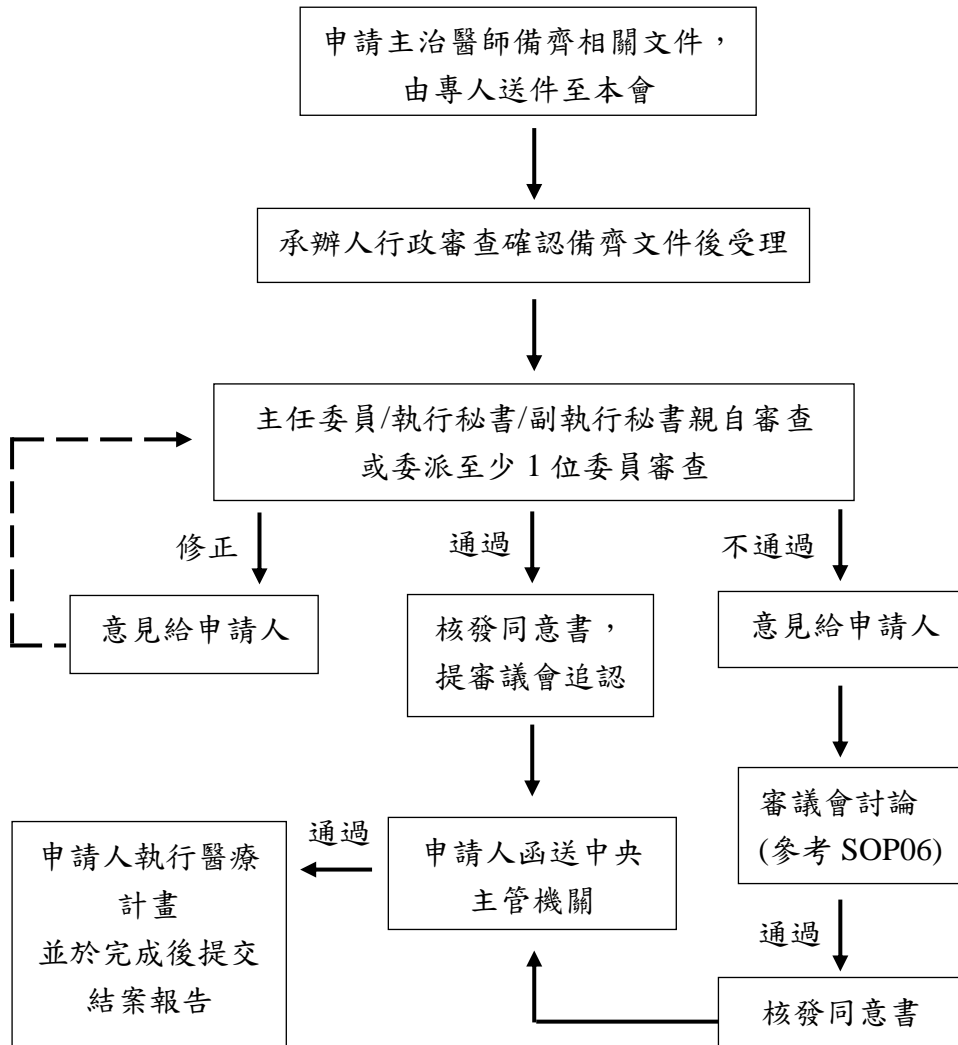 申請主治醫師備齊相關文件，
由專人送件至本會
承辦人行政審查確認備齊文件後受理
主任委員/執行秘書/副執行秘書親自審查
或委派至少 1 位委員審查
修正
通過
不通過
意見給申請人
核發同意書，
提審議會追認
意見給申請人
審議會討論
(參考 SOP06)
通過
申請人執行醫療
計畫
並於完成後提交
結案報告
申請人函送中央
主管機關
通過
核發同意書